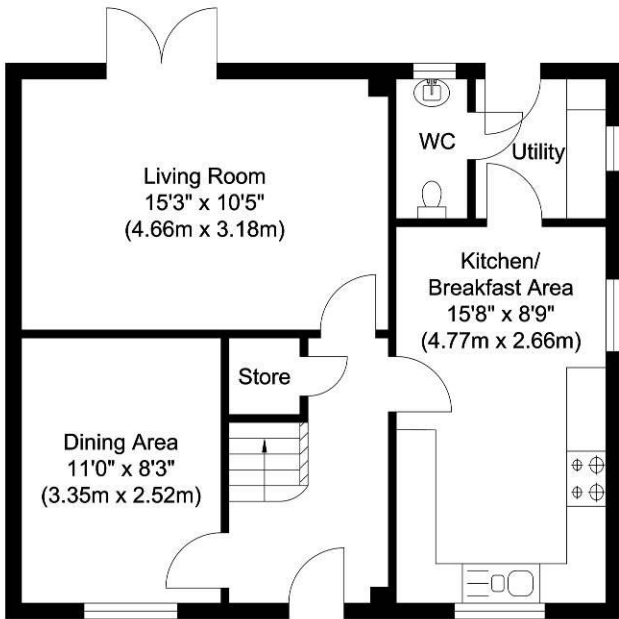 Living Room
15'3" x 10'5"
(4.66m x 3.18m)
WC
Utility
Kitchen/
Breakfast Area
15'8" x 8'9"
(4.77m x 2.66m)
Store
Dining Area
11'0" x 8'3"
(3.35m x 2.52m)